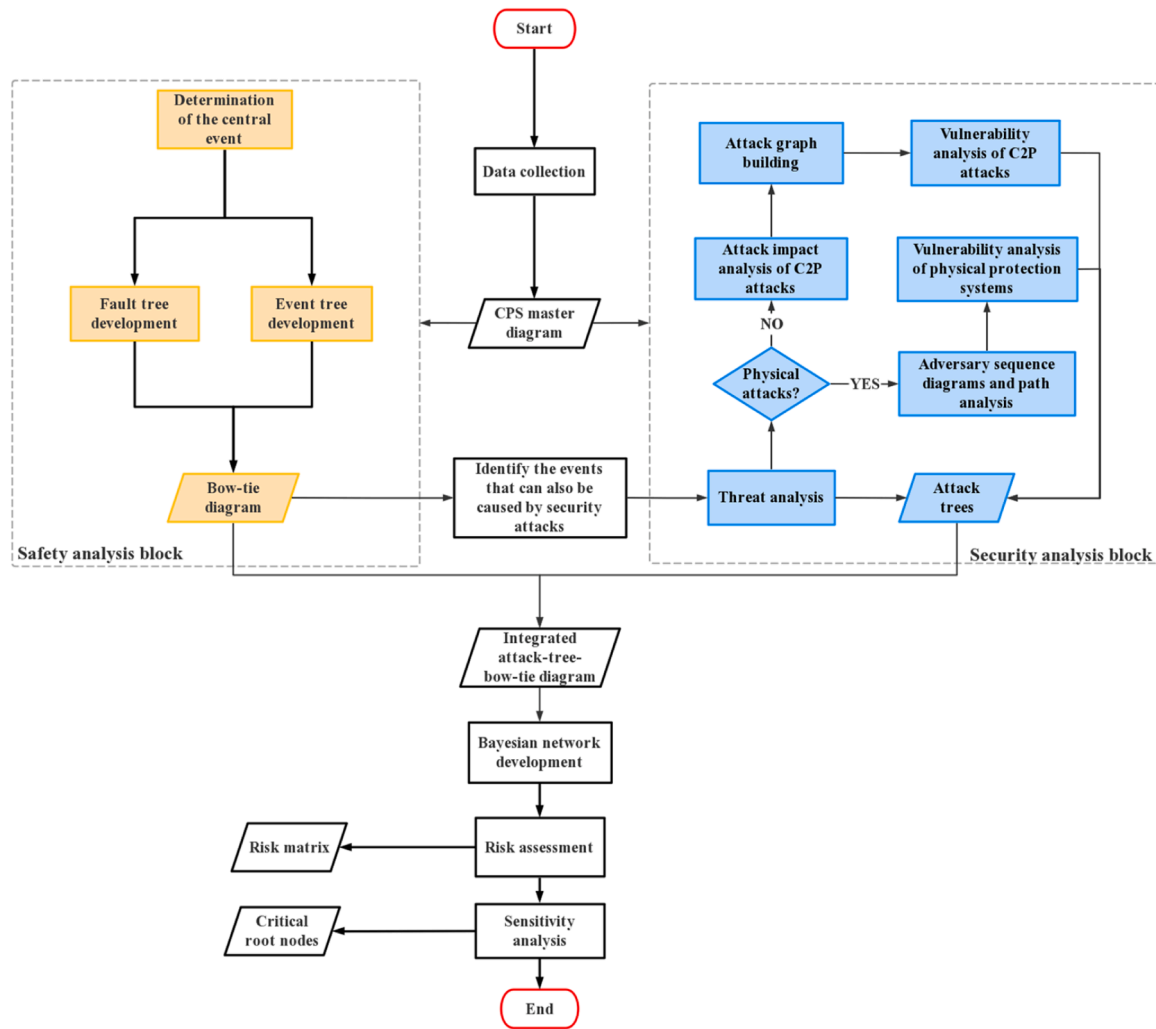 Start
Determination
of the central
event
Data collection
Attack graph
building
Vulnerability
analysis of C2P
attacks
Fault tree
development
Event tree
development
CPS master
diagram
Attack impact
analysis of C2P
attacks
Vulnerability analysis
of physical protection
systems
NO
Physical
attacks?
YES
Adversary sequence
diagrams and path
analysis
Bow-tie
diagram
Identify the events
that can also be
caused by security
attacks
Threat analysis
Attack
trees
Safety analysis block
Security analysis block
Integrated
attack-tree-
bow-tie diagram
Bayesian network
development
Risk matrix
Risk assessment
Critical
root nodes
Sensitivity
analysis
End